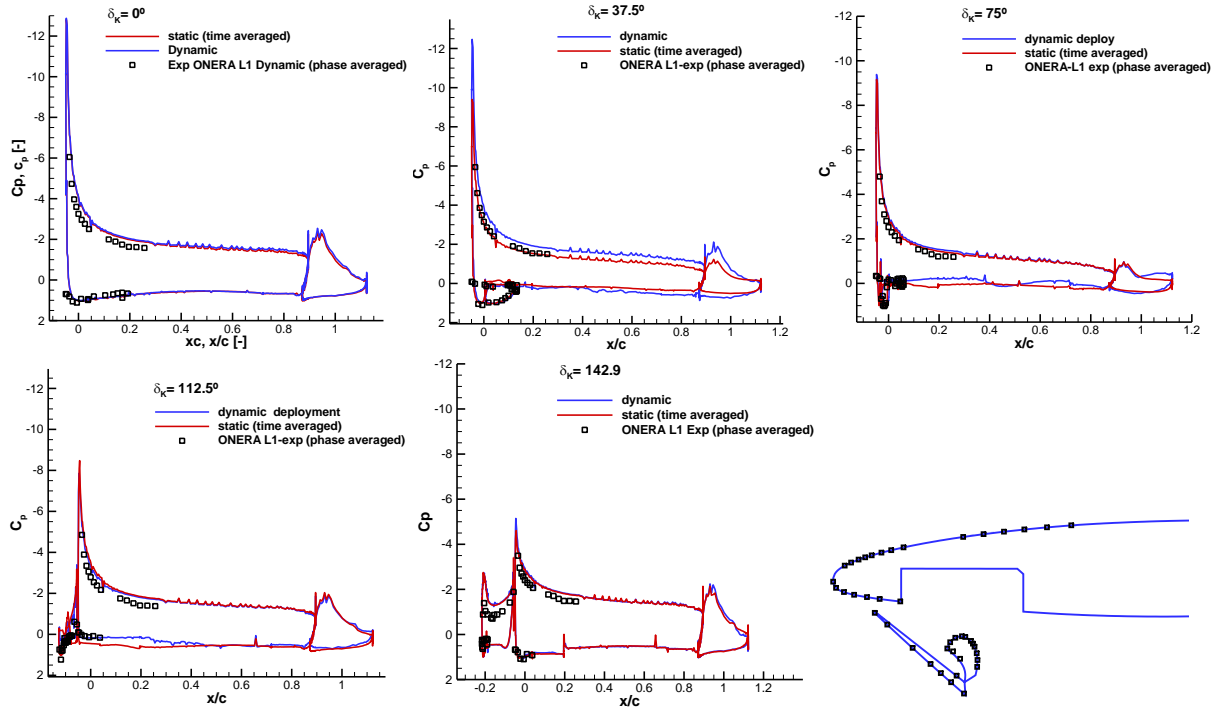 δK= 0º
static (time averaged)
Dynamic
Exp ONERA L1 Dynamic (phase averaged)
Cp, cp [-]
-12
-10
-8
-6
-4
-2
0
2
0
0.2
0.4
0.6
0.8
1
xc, x/c [-]
δK= 37.5º
dynamic
static (time averaged)
ONERA L1-exp (phase averaged)
Cp
-12
-10
-8
-6
-4
-2
0
2
0
0.2
0.4
0.6
0.8
1
1.2
x/c
δK= 75º
dynamic deploy
static (time averaged)
ONERA-L1 exp (phase averaged)
Cp
-12
-10
-8
-6
-4
-2
0
1
2
0
0.2
0.4
0.6
0.8
1
1.2
x/c
δK= 112.5º
dynamic deployment
static (time averaged)
ONERA L1-exp (phase averaged)
Cp
-12
-10
-8
-6
-4
-2
0
2
0
0.2
0.4
0.6
0.8
1
x/c
δK= 142.9
dynamic
static (time averaged)
ONERA L1 Exp (phase averaged)
Cp
-12
-10
-8
-6
-4
-2
0
2
-0.2
0
0.2
0.4
0.6
0.8
1
1.2
x/c